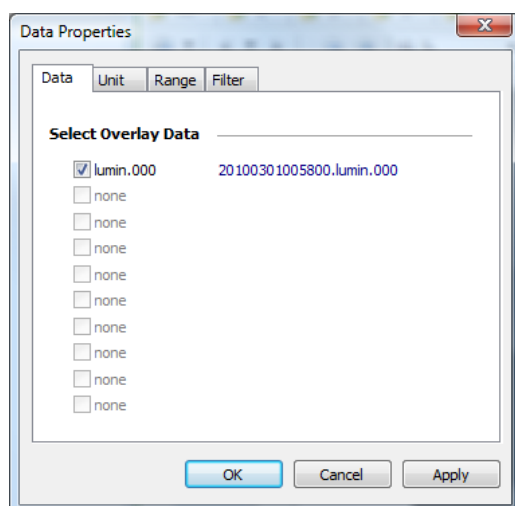 Data Properties
Data Unit Range Filter
Select Overlay Data
lumin.000 20100301005800.lumin.000
none
none
none
none
none
none
none
none
none
OK Cancel Apply